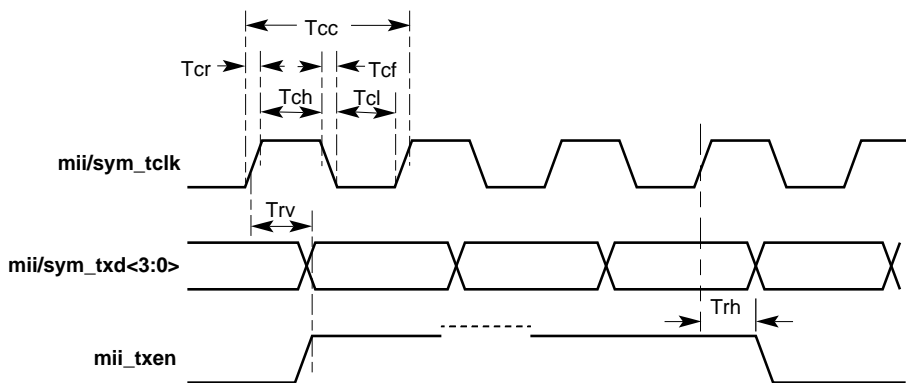 Tcc
Tcr
Tcf
Tch
Tcl
mii/sym_tclk
Trv
mii/sym_txd<3:0>
Trh
mii_txen